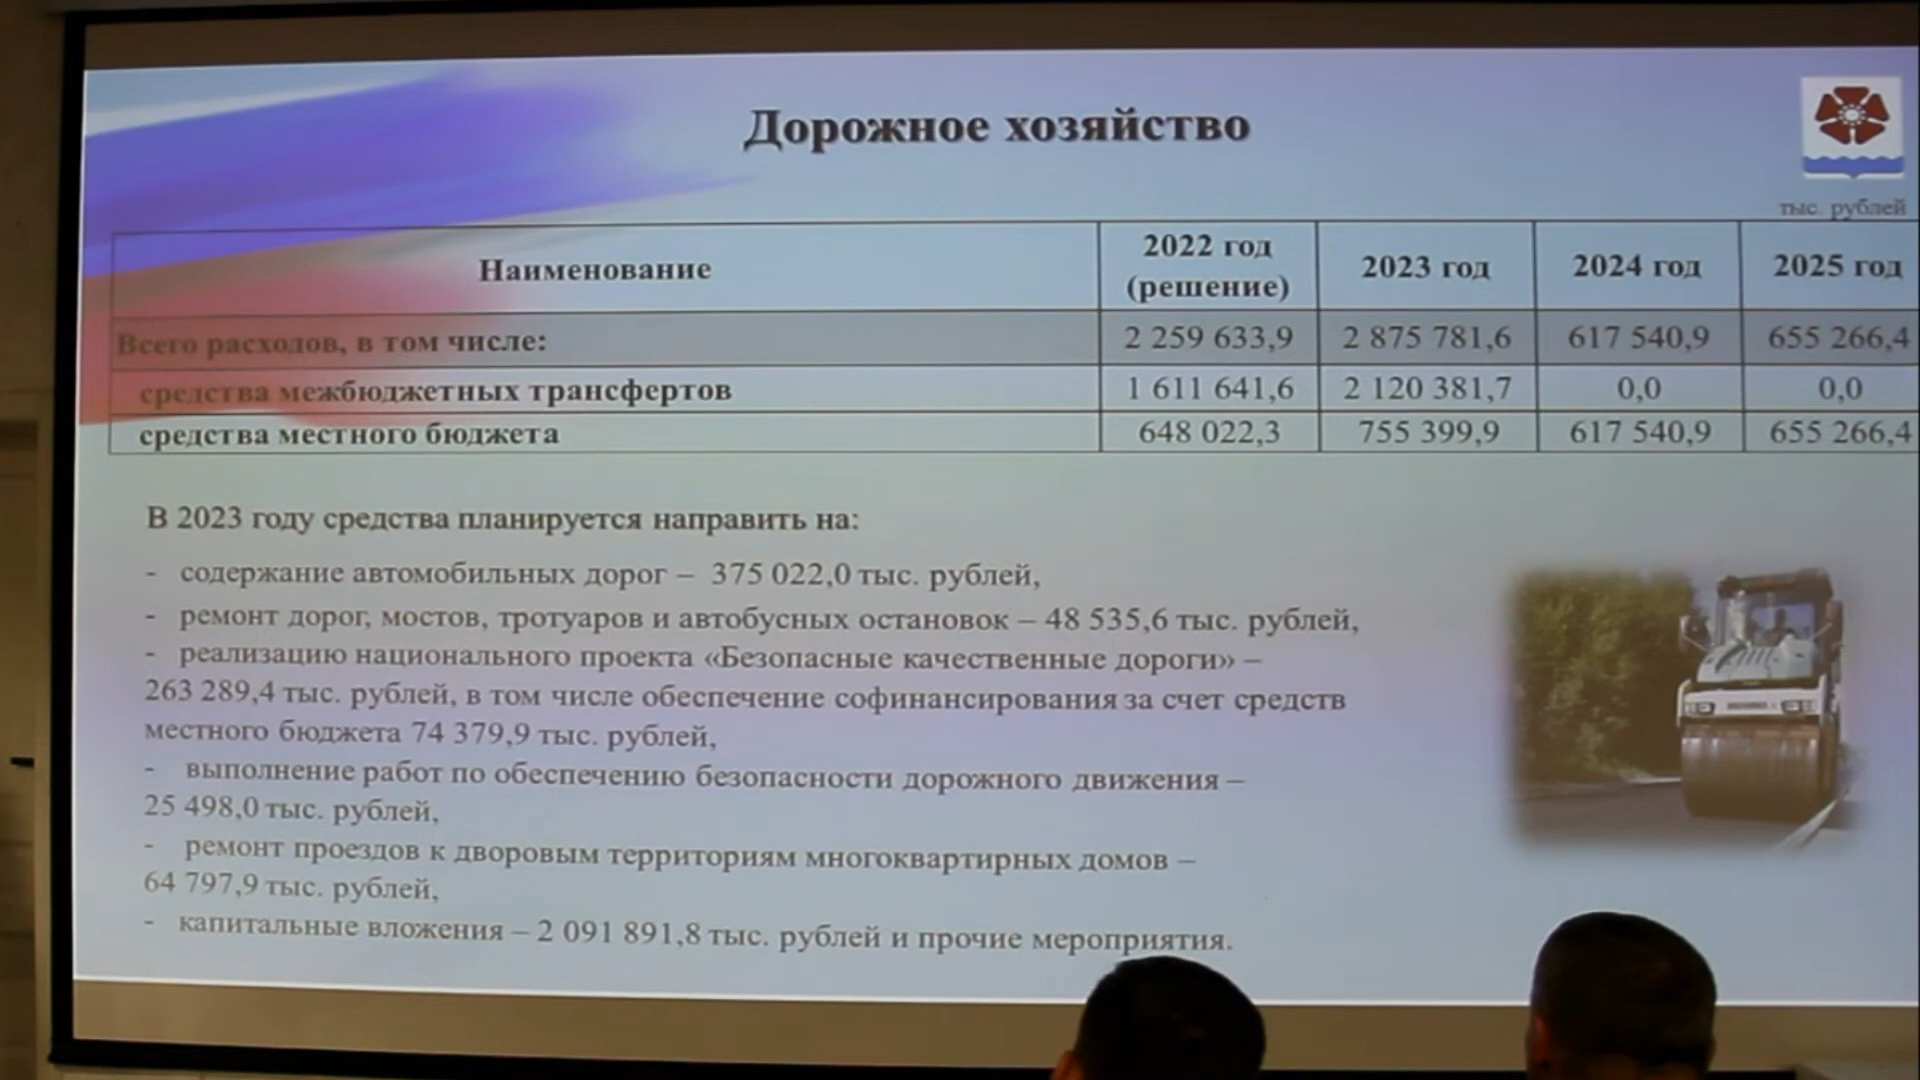 Дорожное хозяйство
тыс. рублей
Наименование 2022 год (решение) 2023 год 2024 год 2025 год
Всего расходов, в том числе: 2 259 633,9 2 875 781,6 617 540,9 655 266,4
средства межбюджетных трансфертов 1 611 641,6 2 120 381,7 0,0 0,0
средства местного бюджета 648 022,3 755 399,9 617 540,9 655 266,4
В 2023 году средства планируется направить на:
- содержание автомобильных дорог – 375 022,0 тыс. рублей,
- ремонт дорог, мостов, тротуаров и автобусных остановок – 48 535,6 тыс. рублей,
- реализацию национального проекта «Безопасные качественные дороги» –
263 289,4 тыс. рублей, в том числе обеспечение софинансирования за счет средств
местного бюджета 74 379,9 тыс. рублей,
- выполнение работ по обеспечению безопасности дорожного движения –
25 498,0 тыс. рублей,
- ремонт проездов к дворовым территориям многоквартирных домов –
64 797,9 тыс. рублей,
- капитальные вложения – 2 091 891,8 тыс. рублей и прочие мероприятия.